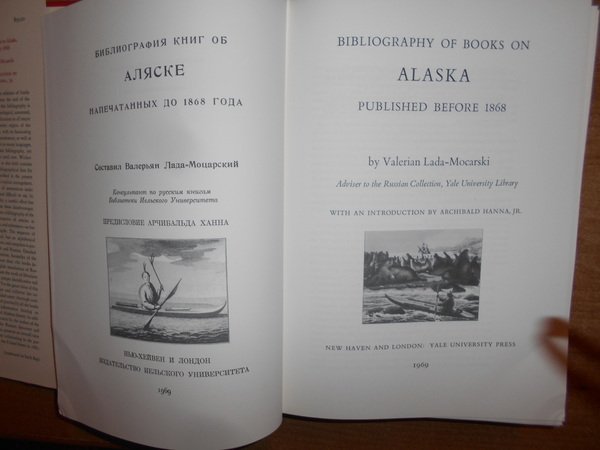 БИБЛИОГРАФИЯ КНИГ ОБ
АЛЯСКЕ
НАПЕЧАТАННЫХ ДО 1868 ГОДА
Составил Валерьян Лада-Моцарский
Консультант по русским книгам
Библиотеки Иельского Университета
ПРЕДИСЛОВИЕ АРЧИБАЛЬДА ХАННА
НЬЮ-ХЕЙВЕН И ЛОНДОН
ИЗДАТЕЛЬСТВО ИЕЛЬСКОГО УНИВЕРСИТЕТА
1969
BIBLIOGRAPHY OF BOOKS ON
ALASKA
PUBLISHED BEFORE 1868
by Valerian Lada-Mocarski
Adviser to the Russian Collection, Yale University Library
WITH AN INTRODUCTION BY ARCHIBALD HANNA, JR.
NEW HAVEN AND LONDON: YALE UNIVERSITY PRESS
1969